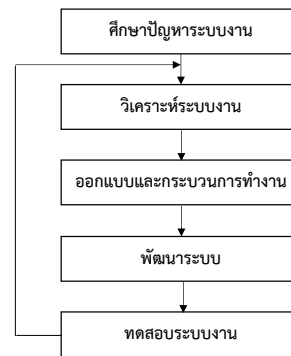 ศึกษาปัญหาระบบงาน
วิเคราะห์ระบบงาน
ออกแบบและกระบวนการทำงาน
พัฒนาระบบ
ทดสอบระบบงาน